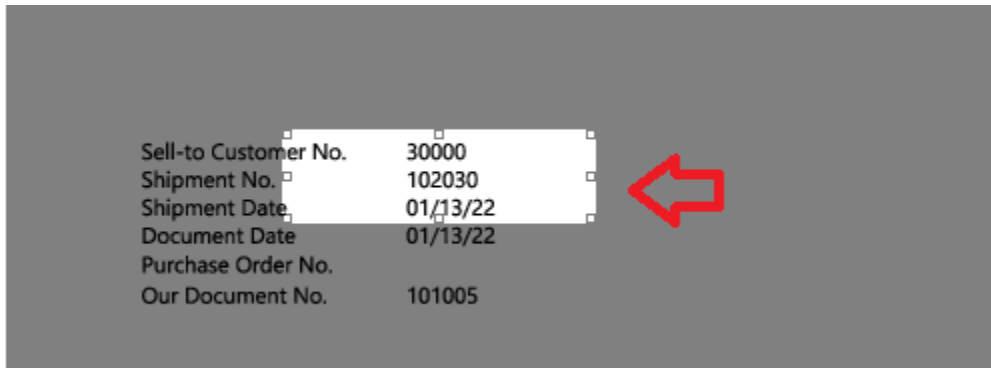 Sell-to Customer No. 30000
Shipment No. 102030
Shipment Date 01/13/22
Document Date 01/13/22
Purchase Order No.
Our Document No. 101005